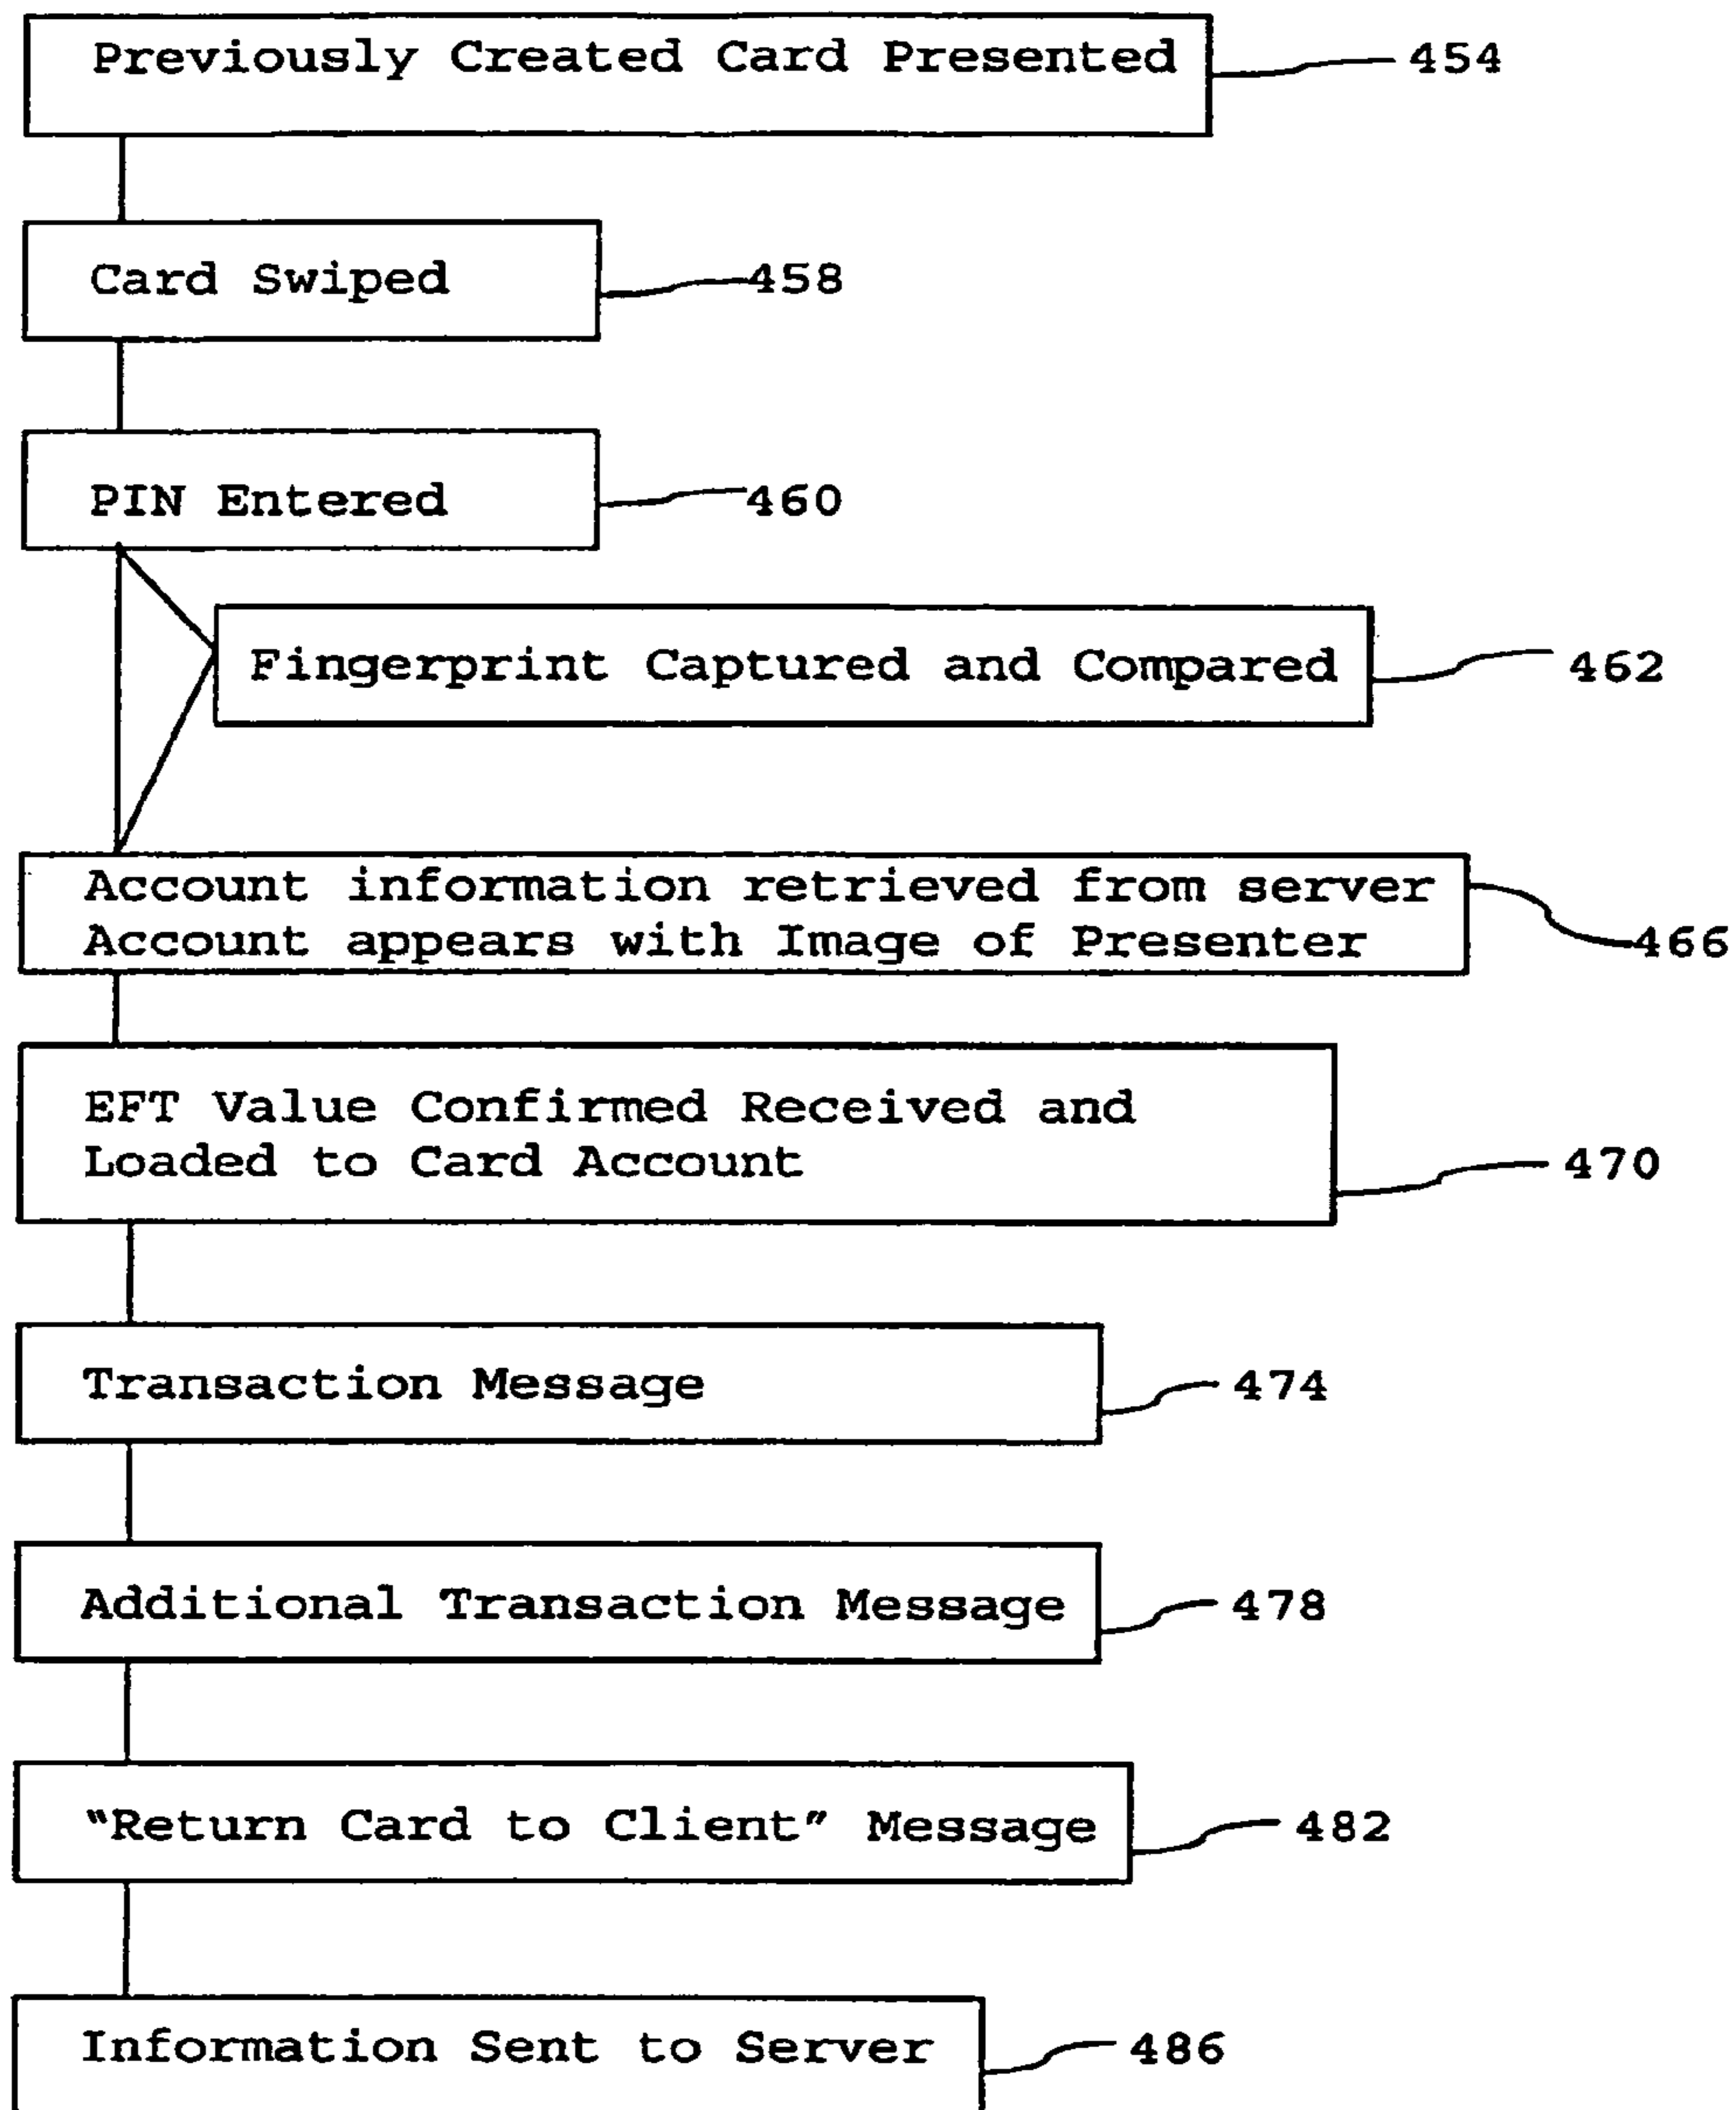 Previously Created Card Presented 454
Card Swiped 458
PIN Entered 460
Fingerprint Captured and Compared 462
Account information retrieved from server
Account appears with Image of Presenter 466
EFT Value Confirmed Received and
Loaded to Card Account 470
Transaction Message 474
Additional Transaction Message 478
“Return Card to Client” Message 482
Information Sent to Server 486